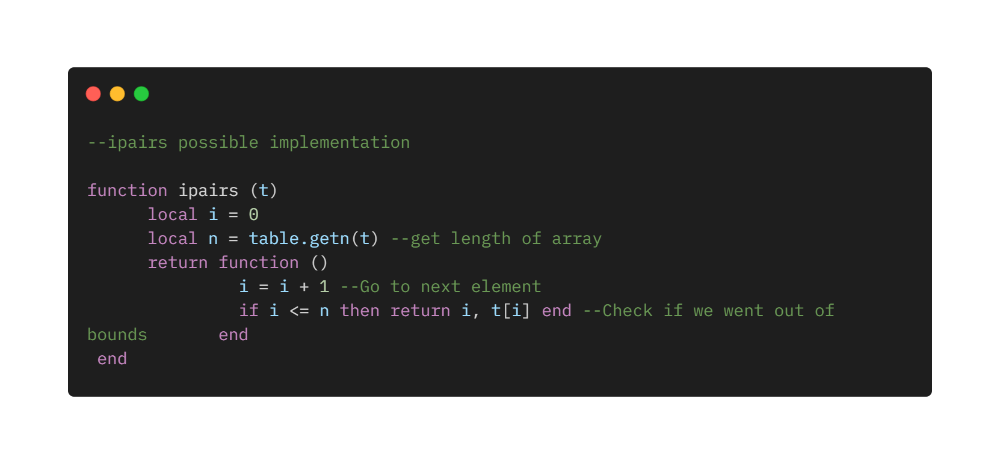 --ipairs possible implementation
function ipairs (t)
      local i = 0
      local n = table.getn(t) --get length of array
      return function ()
               i = i + 1 --Go to next element
               if i <= n then return i, t[i] end --Check if we went out of
bounds       end
 end